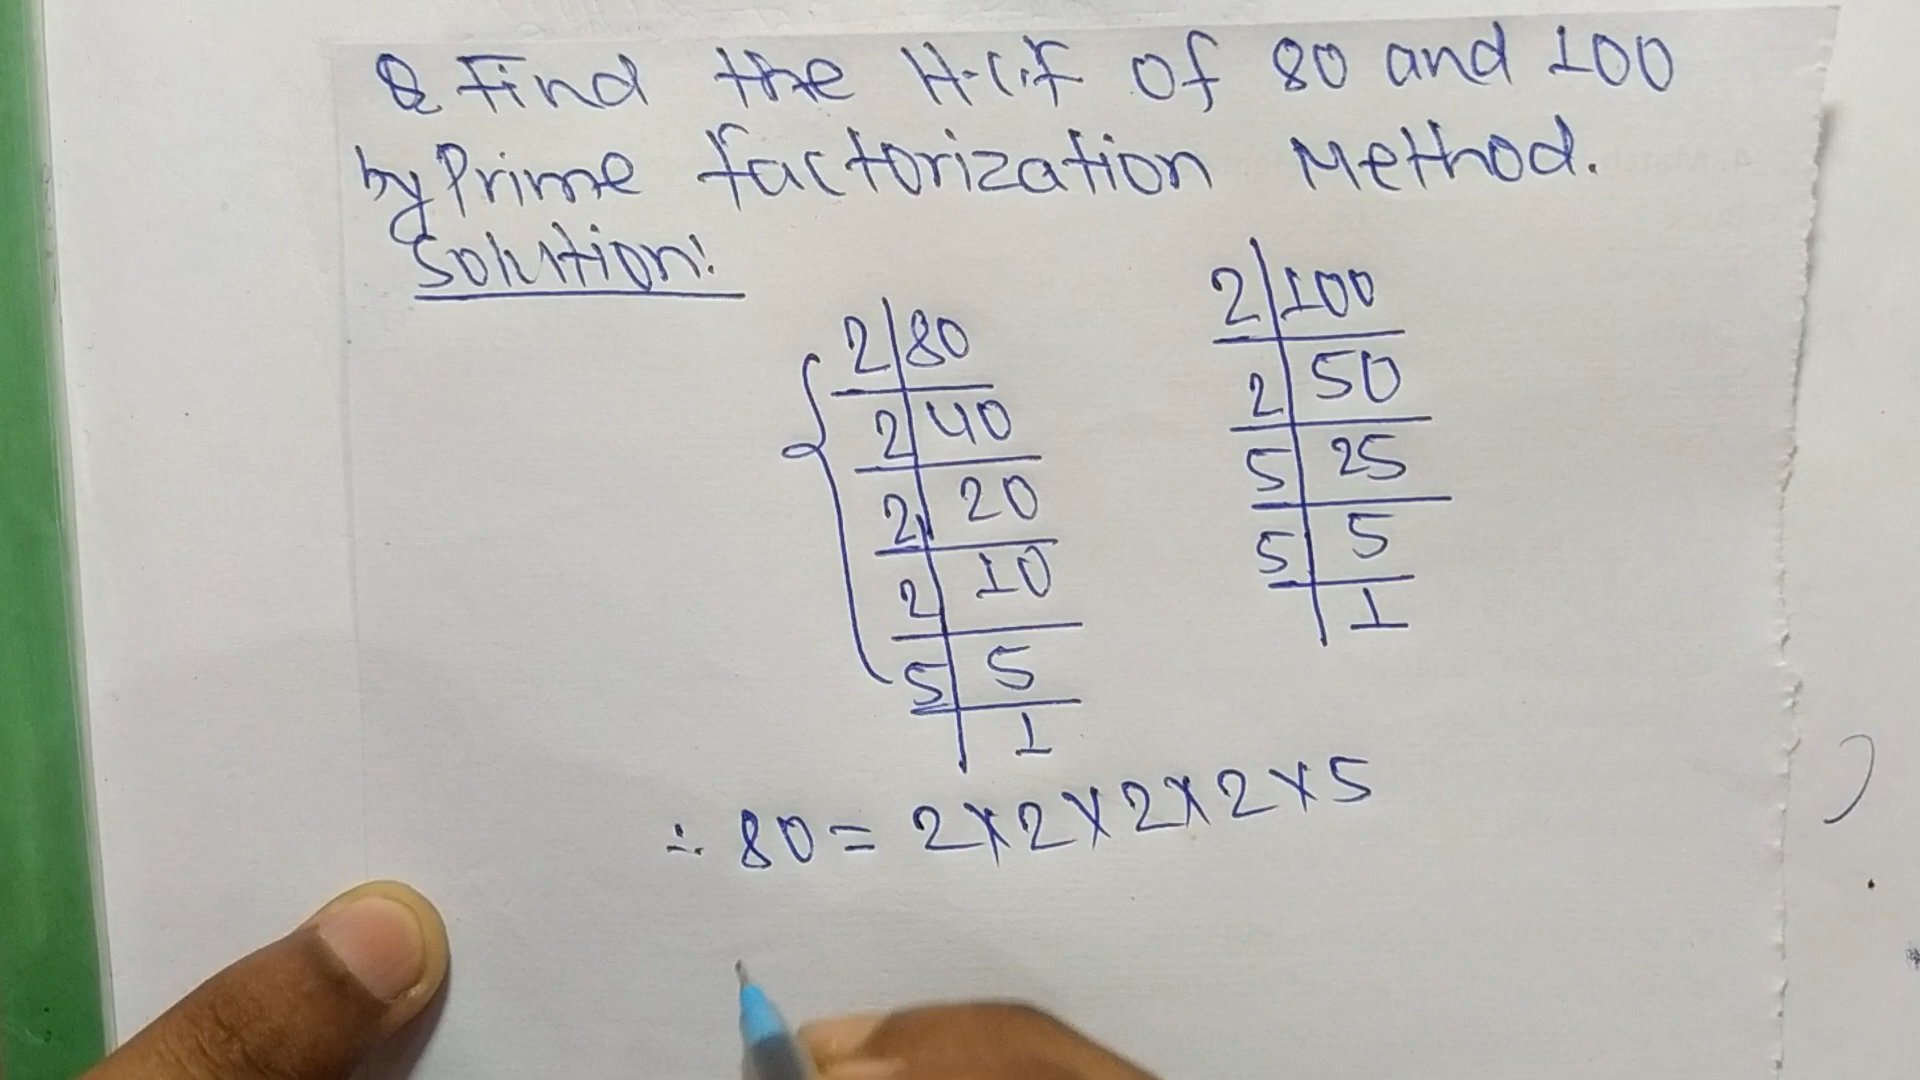 Q Find the H.C.F of 80 and 100
by Prime factorization Method.
Solution:
2 80
2 40
2 20
2 10
5 5
1
2 100
2 50
5 25
5 5
1
∴ 80 = 2×2×2×2×5